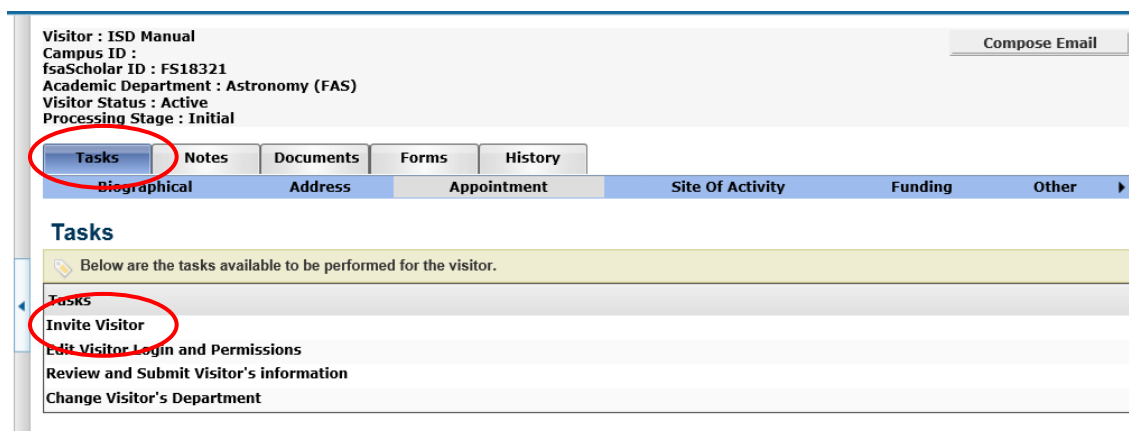 Visitor : ISD Manual
Compose Email
Campus ID :
fsaScholar ID : FS18321
Academic Department : Astronomy (FAS)
Visitor Status : Active
Processing Stage : Initial
Tasks Notes Documents Forms History
Biographical Address Appointment Site Of Activity Funding Other
Tasks
Below are the tasks available to be performed for the visitor.
Tasks
Invite Visitor
Edit Visitor Login and Permissions
Review and Submit Visitor's information
Change Visitor's Department